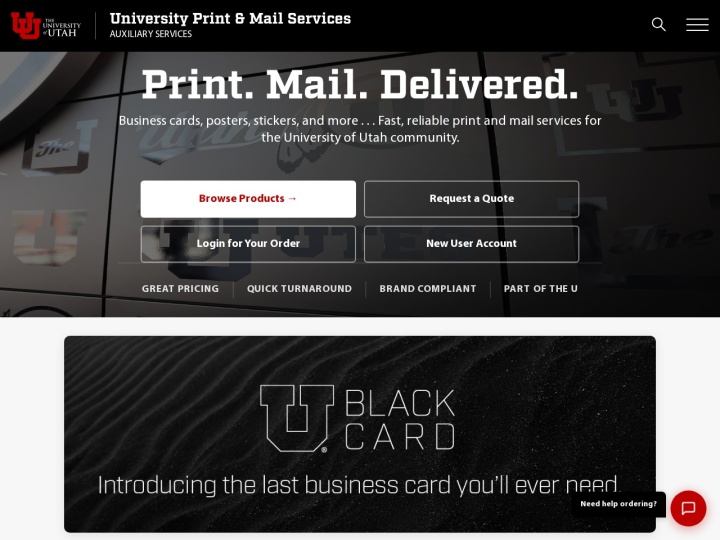 THE
UNIVERSITY
OF UTAH
University Print & Mail Services
AUXILIARY SERVICES
Print. Mail. Delivered.
Business cards, posters, stickers, and more . . . Fast, reliable print and mail services for
the University of Utah community.
Browse Products →
Request a Quote
Login for Your Order
New User Account
GREAT PRICING
QUICK TURNAROUND
BRAND COMPLIANT
PART OF THE U
BLACK
CARD
Introducing the last business card you'll ever need.
Need help ordering?